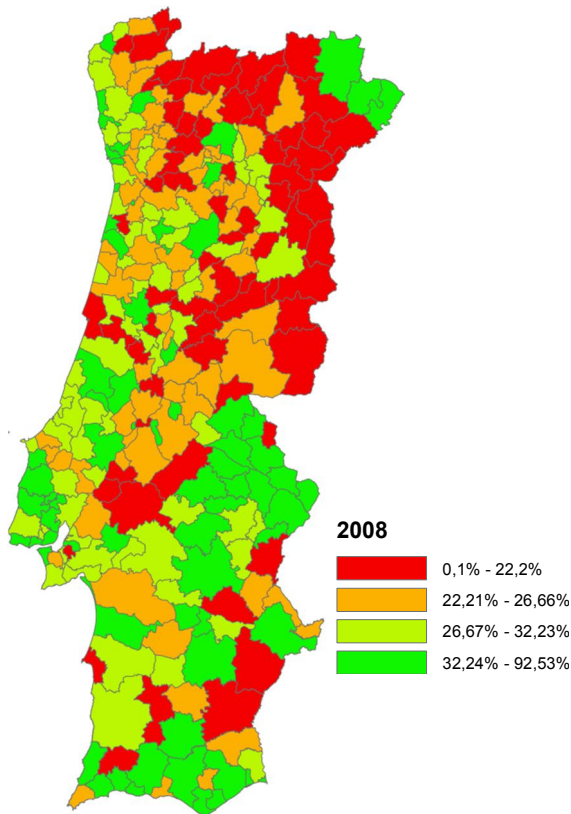 2008
0,1% - 22,2%
22,21% - 26,66%
26,67% - 32,23%
32,24% - 92,53%